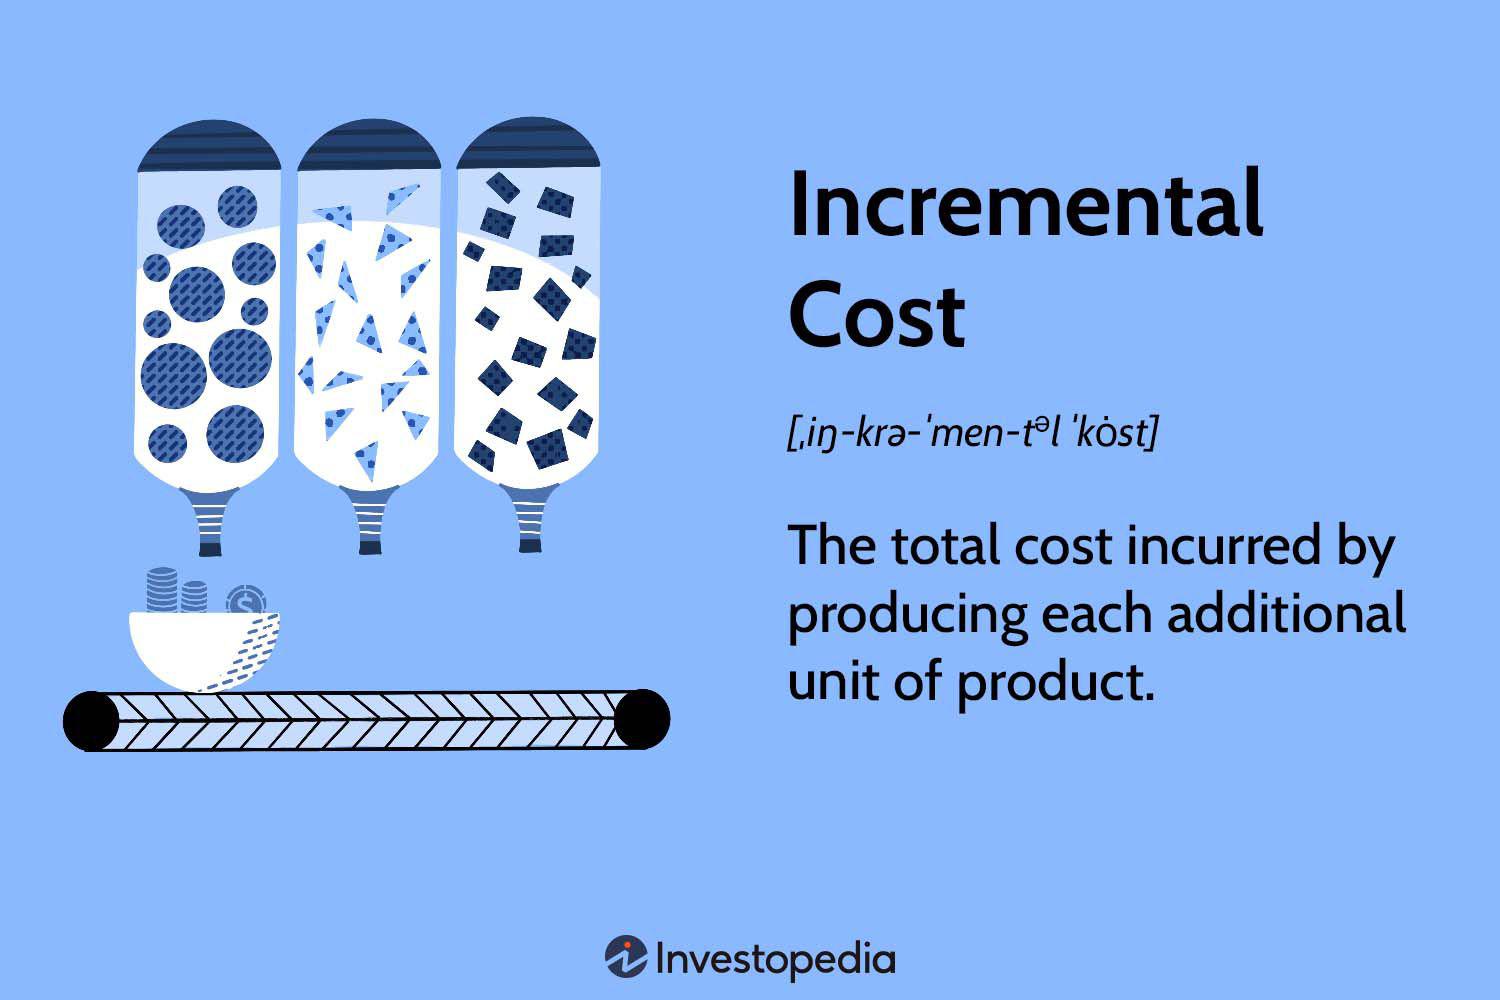 Incremental
Cost
[ˌiŋ-krə-ˈmen-tᵊl ˈkȯst]
The total cost incurred by
producing each additional
unit of product.
$
Investopedia